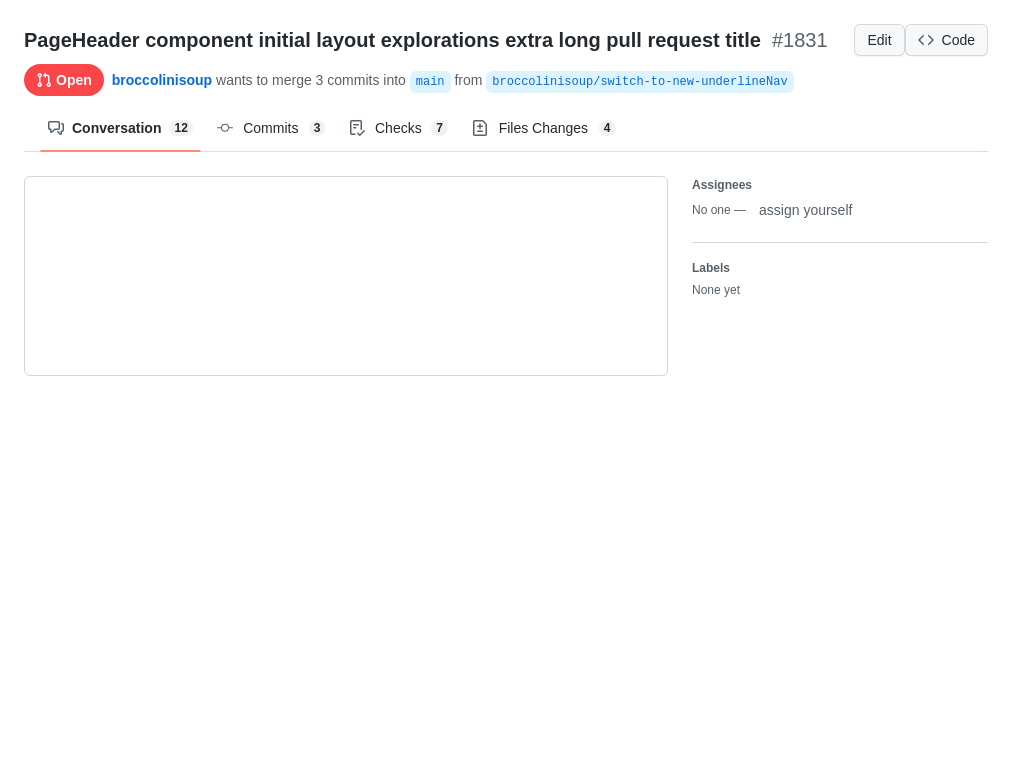 PageHeader component initial layout explorations extra long pull request title #1831
Edit
Code
Open
broccolinisoup wants to merge 3 commits into main from broccolinisoup/switch-to-new-underlineNav
Conversation 12
Commits 3
Checks 7
Files Changes 4
Assignees
No one — assign yourself
Labels
None yet